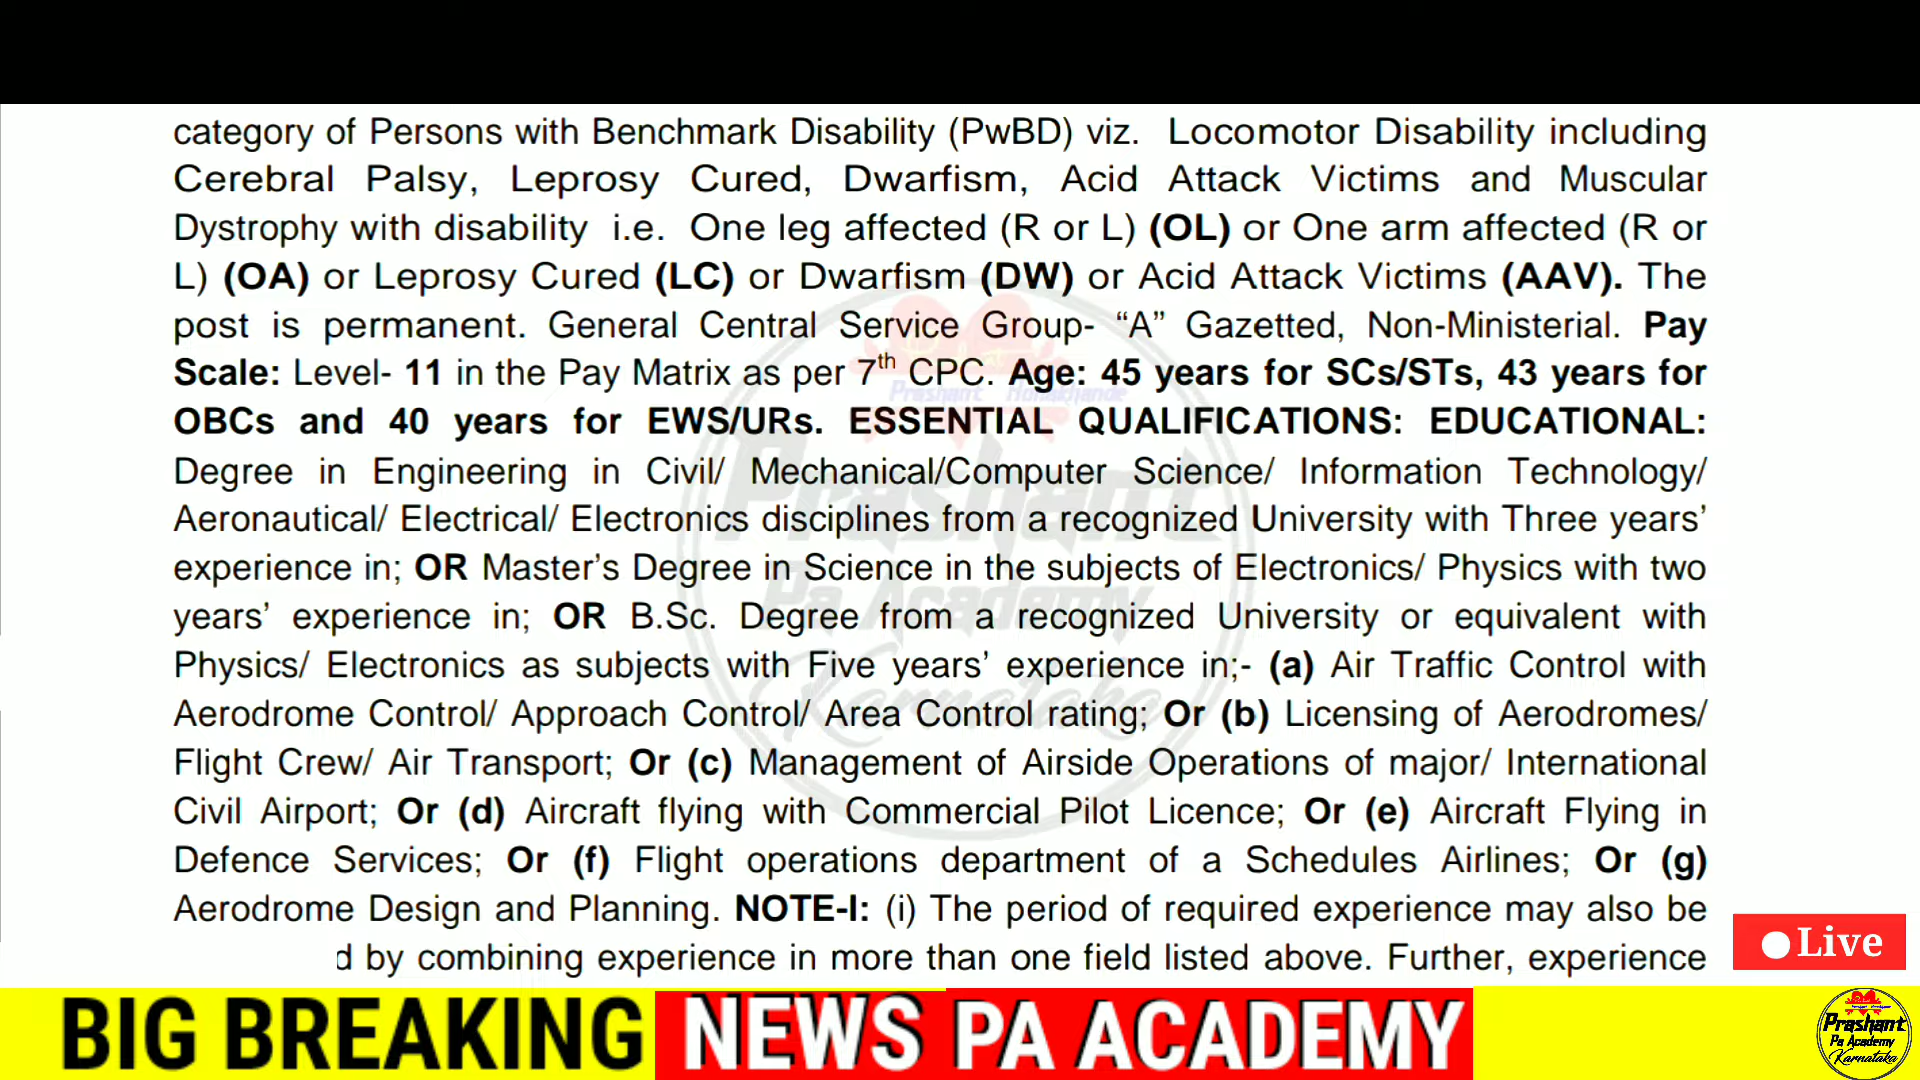 category of Persons with Benchmark Disability (PwBD) viz. Locomotor Disability including
Cerebral Palsy, Leprosy Cured, Dwarfism, Acid Attack Victims and Muscular
Dystrophy with disability i.e. One leg affected (R or L) (OL) or One arm affected (R or
L) (OA) or Leprosy Cured (LC) or Dwarfism (DW) or Acid Attack Victims (AAV). The
post is permanent. General Central Service Group- “A” Gazetted, Non-Ministerial. Pay
Scale: Level- 11 in the Pay Matrix as per 7th CPC. Age: 45 years for SCs/STs, 43 years for
OBCs and 40 years for EWS/URs. ESSENTIAL QUALIFICATIONS: EDUCATIONAL:
Degree in Engineering in Civil/ Mechanical/Computer Science/ Information Technology/
Aeronautical/ Electrical/ Electronics disciplines from a recognized University with Three years’
experience in; OR Master’s Degree in Science in the subjects of Electronics/ Physics with two
years’ experience in; OR B.Sc. Degree from a recognized University or equivalent with
Physics/ Electronics as subjects with Five years’ experience in;- (a) Air Traffic Control with
Aerodrome Control/ Approach Control/ Area Control rating; Or (b) Licensing of Aerodromes/
Flight Crew/ Air Transport; Or (c) Management of Airside Operations of major/ International
Civil Airport; Or (d) Aircraft flying with Commercial Pilot Licence; Or (e) Aircraft Flying in
Defence Services; Or (f) Flight operations department of a Schedules Airlines; Or (g)
Aerodrome Design and Planning. NOTE-I: (i) The period of required experience may also be
d by combining experience in more than one field listed above. Further, experience
Prashant
Prashant
Pa Academy
Karnataka
Live
BIG BREAKING NEWS PA ACADEMY
Prashant
Pa Academy
Karnataka